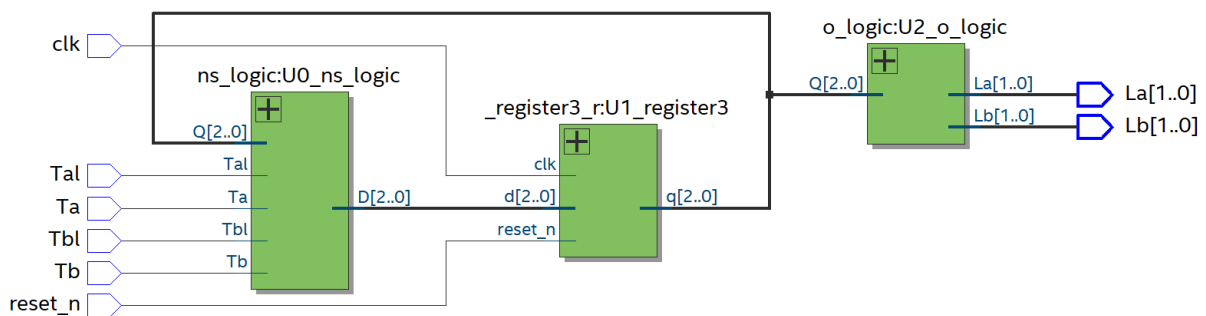 clk
Tal
Ta
Tbl
Tb
reset_n
ns_logic:U0_ns_logic
Q[2..0]
Tal
Ta
Tbl
Tb
D[2..0]
_register3_r:U1_register3
clk
d[2..0]
reset_n
q[2..0]
o_logic:U2_o_logic
Q[2..0]
La[1..0]
Lb[1..0]
La[1..0]
Lb[1..0]